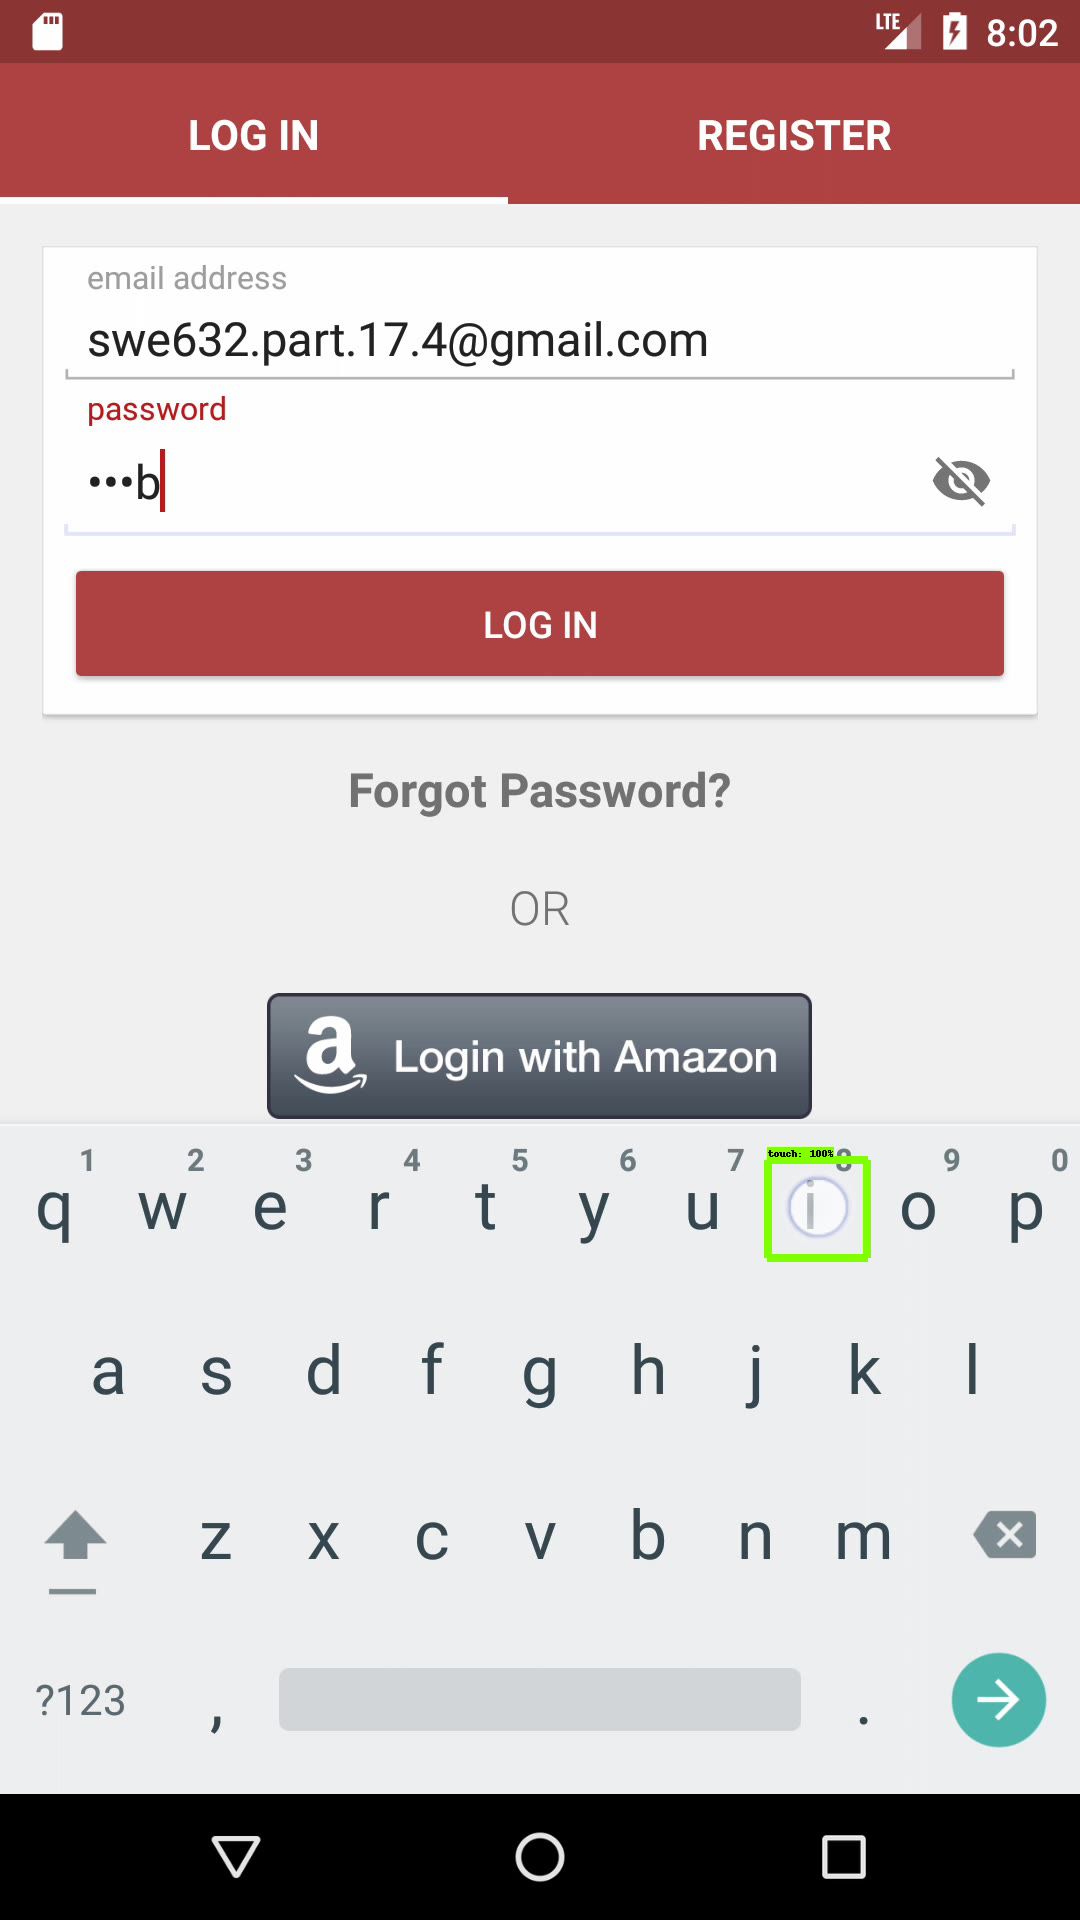 LTE 8:02
LOG IN REGISTER
email address
swe632.part.17.4@gmail.com
password
•••b
LOG IN
Forgot Password?
OR
a Login with Amazon
1 2 3 4 5 6 7 touch: 100% 8 9 0
q w e r t y u i o p
a s d f g h j k l
z x c v b n m
?123 , .